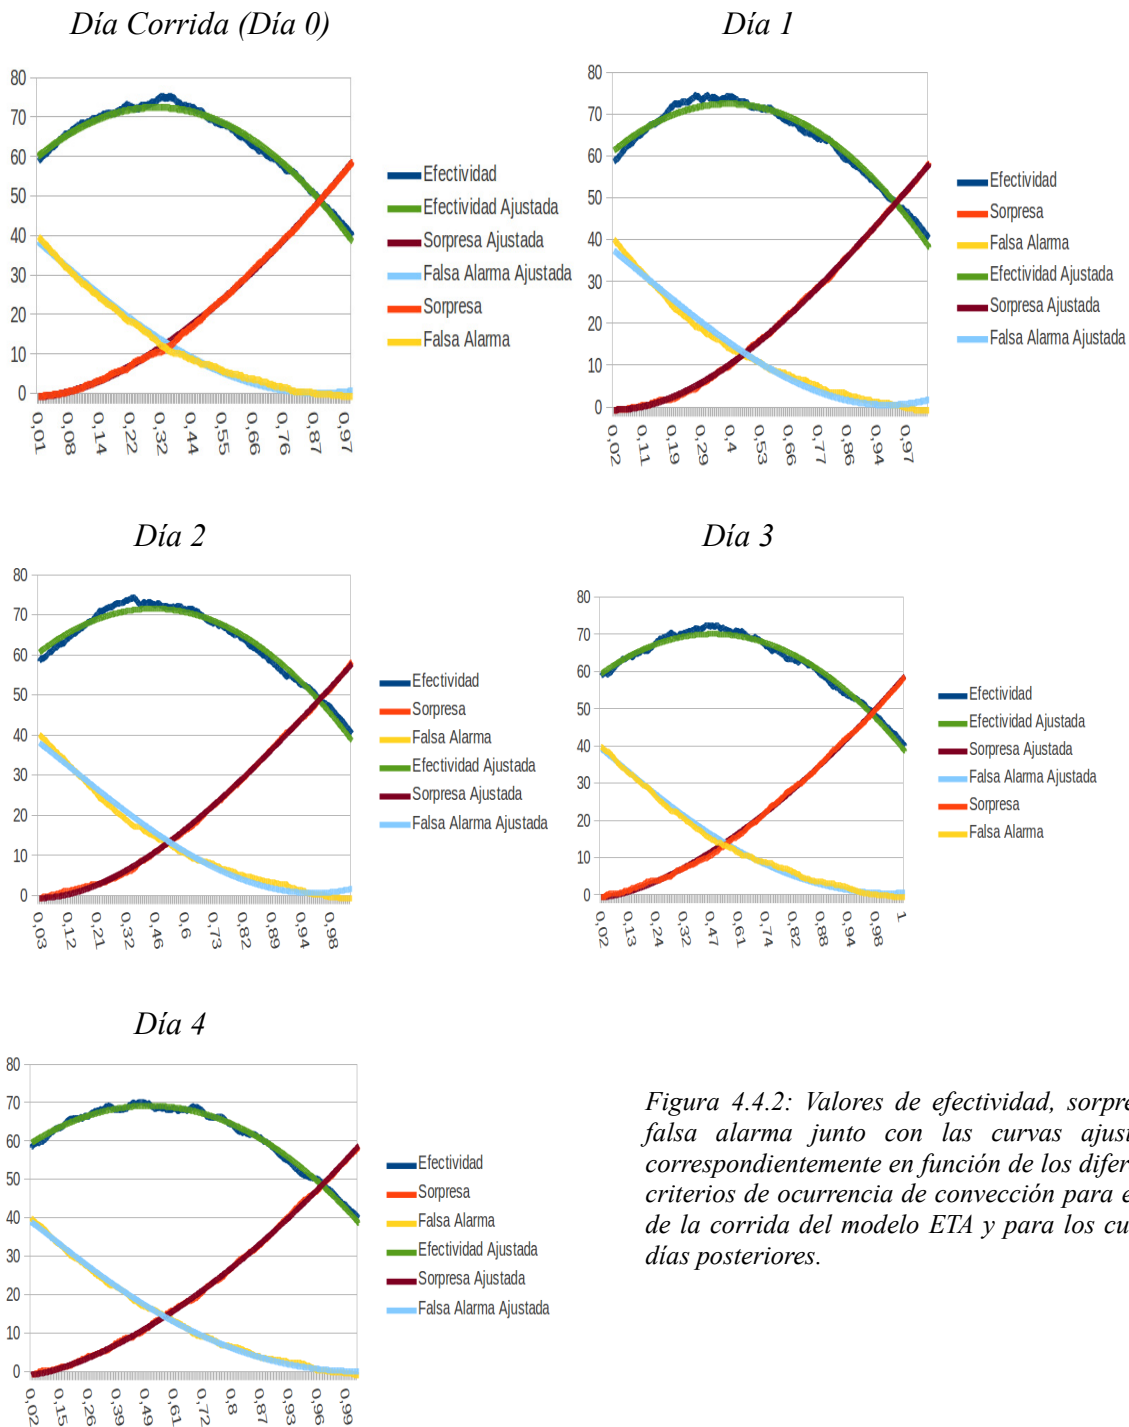 Día Corrida (Día 0)
80
70
60
50
40
30
20
10
0
0,01
0,08
0,14
0,22
0,32
0,44
0,55
0,66
0,76
0,87
0,97
Efectividad
Efectividad Ajustada
Sorpresa Ajustada
Falsa Alarma Ajustada
Sorpresa
Falsa Alarma
Día 1
80
70
60
50
40
30
20
10
0
0,02
0,11
0,19
0,29
0,4
0,53
0,66
0,77
0,86
0,94
0,97
Efectividad
Sorpresa
Falsa Alarma
Efectividad Ajustada
Sorpresa Ajustada
Falsa Alarma Ajustada
Día 2
80
70
60
50
40
30
20
10
0
0,03
0,12
0,21
0,32
0,46
0,6
0,73
0,82
0,89
0,94
0,98
Efectividad
Sorpresa
Falsa Alarma
Efectividad Ajustada
Sorpresa Ajustada
Falsa Alarma Ajustada
Día 3
80
70
60
50
40
30
20
10
0
0,02
0,13
0,24
0,32
0,47
0,61
0,74
0,82
0,88
0,94
0,98
1
Efectividad
Efectividad Ajustada
Sorpresa Ajustada
Falsa Alarma Ajustada
Sorpresa
Falsa Alarma
Día 4
80
70
60
50
40
30
20
10
0
0,02
0,15
0,26
0,39
0,49
0,61
0,72
0,8
0,87
0,93
0,96
0,99
Efectividad
Sorpresa
Falsa Alarma
Efectividad Ajustada
Sorpresa Ajustada
Falsa Alarma Ajustada
Figura 4.4.2: Valores de efectividad, sorpre
falsa alarma junto con las curvas ajust
correspondientemente en función de los difer
criterios de ocurrencia de convección para e
de la corrida del modelo ETA y para los cu
días posteriores.